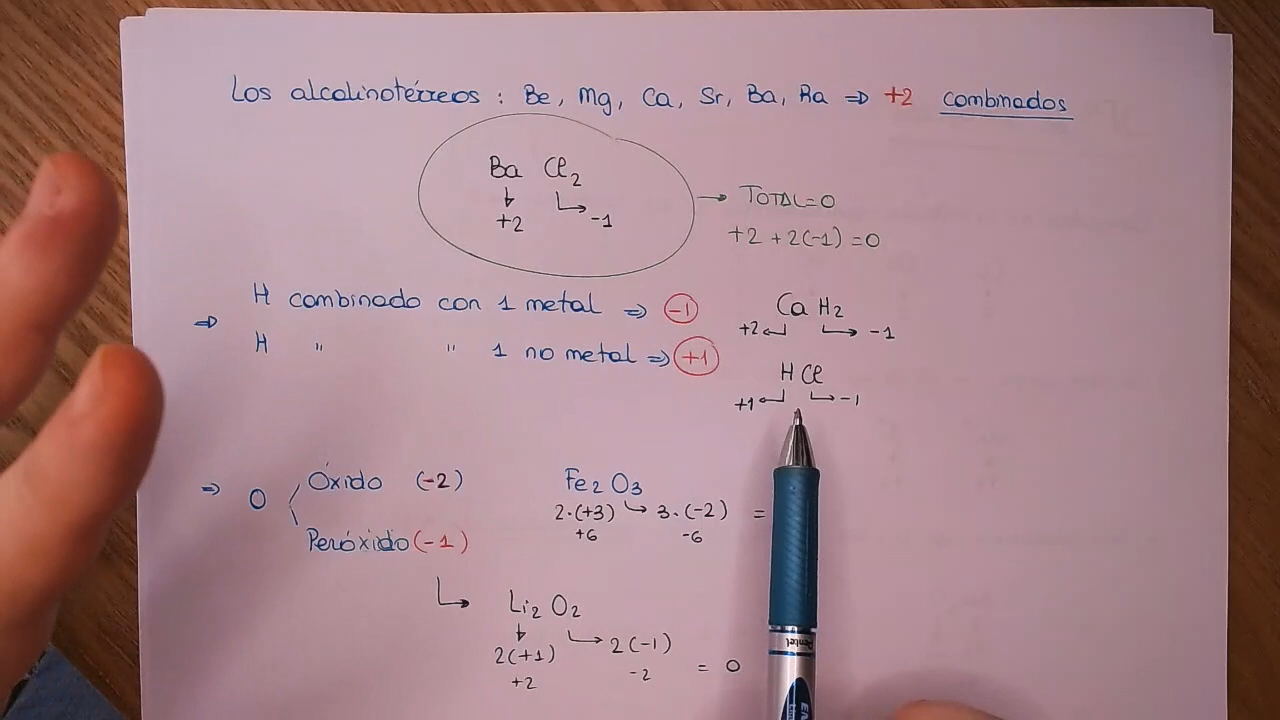 Los alcalinotérreos : Be, Mg, Ca, Sr, Ba, Ra ⇒ +2 combinados
Ba Cl2
+2 -1
→ TOTAL=0
+2 +2(-1) =0
⇒ H combinado con 1 metal ⇒ -1
H " " 1 no metal ⇒ +1
Ca H2
+2 -1
H Cl
+1 -1
⇒ O Óxido (-2)
Peróxido (-1)
Fe2 O3
2·(+3) 3·(-2) =
+6 -6
Li2 O2
2(+1) 2(-1)
+2 -2 = 0
Pentel